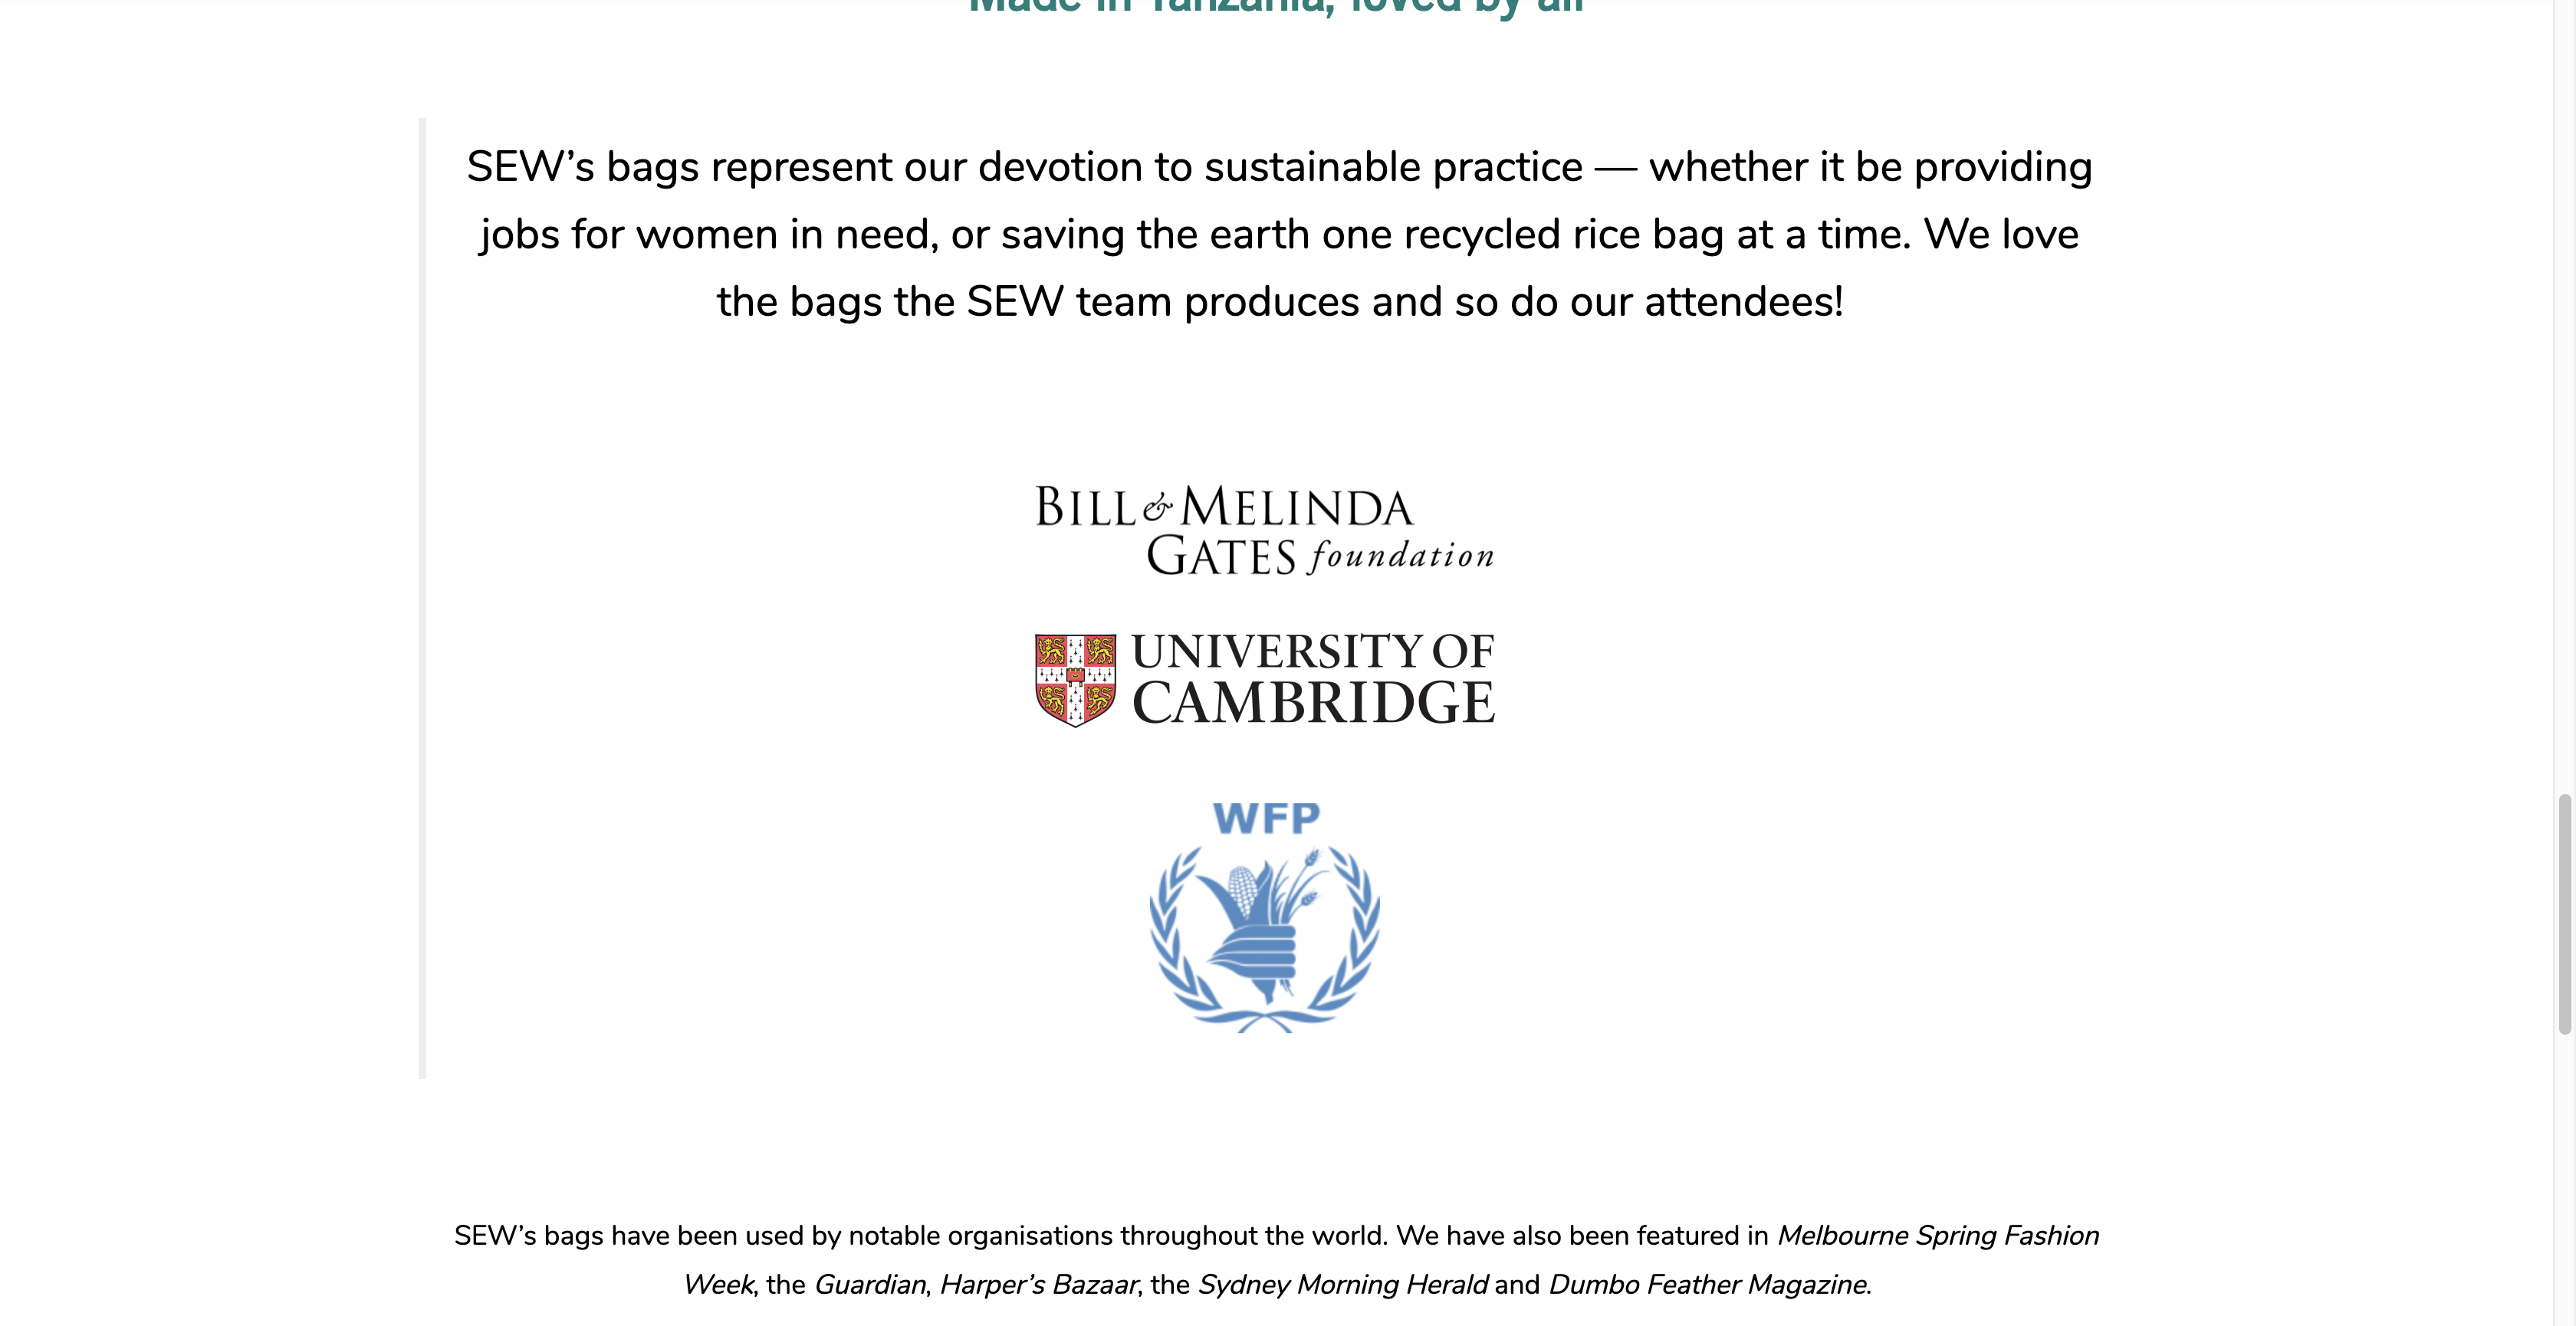 Made in Tanzania, loved by all
SEW’s bags represent our devotion to sustainable practice — whether it be providing
jobs for women in need, or saving the earth one recycled rice bag at a time. We love
the bags the SEW team produces and so do our attendees!
BILL & MELINDA
GATES foundation
UNIVERSITY OF
CAMBRIDGE
WFP
SEW’s bags have been used by notable organisations throughout the world. We have also been featured in Melbourne Spring Fashion
Week, the Guardian, Harper’s Bazaar, the Sydney Morning Herald and Dumbo Feather Magazine.